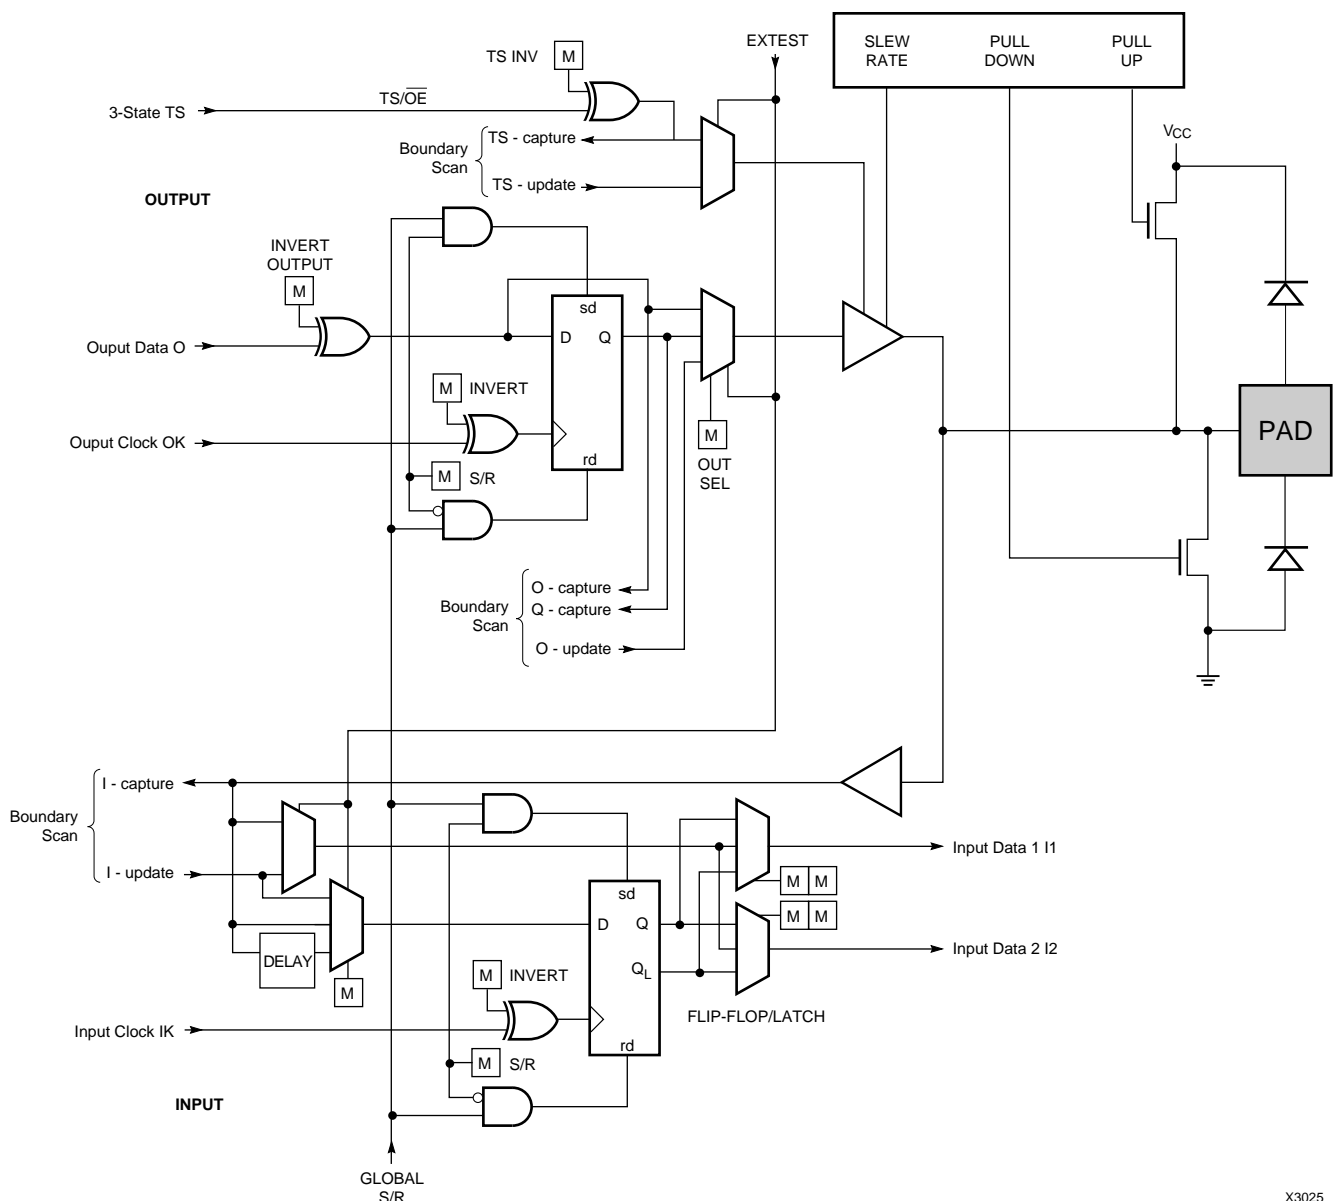 EXTEST
SLEW
RATE
PULL
DOWN
PULL
UP
TS INV
M
3-State TS
TS/OE
VCC
Boundary
Scan
TS - capture
TS - update
OUTPUT
INVERT
OUTPUT
M
sd
D
Q
Ouput Data O
M
INVERT
Ouput Clock OK
M
OUT
SEL
PAD
rd
M
S/R
Boundary
Scan
O - capture
Q - capture
O - update
Boundary
Scan
I - capture
I - update
Input Data 1 I1
M M
sd
M M
D
Q
Input Data 2 I2
DELAY
QL
M
INVERT
M
FLIP-FLOP/LATCH
Input Clock IK
rd
M
S/R
INPUT
GLOBAL
S/R
X3025